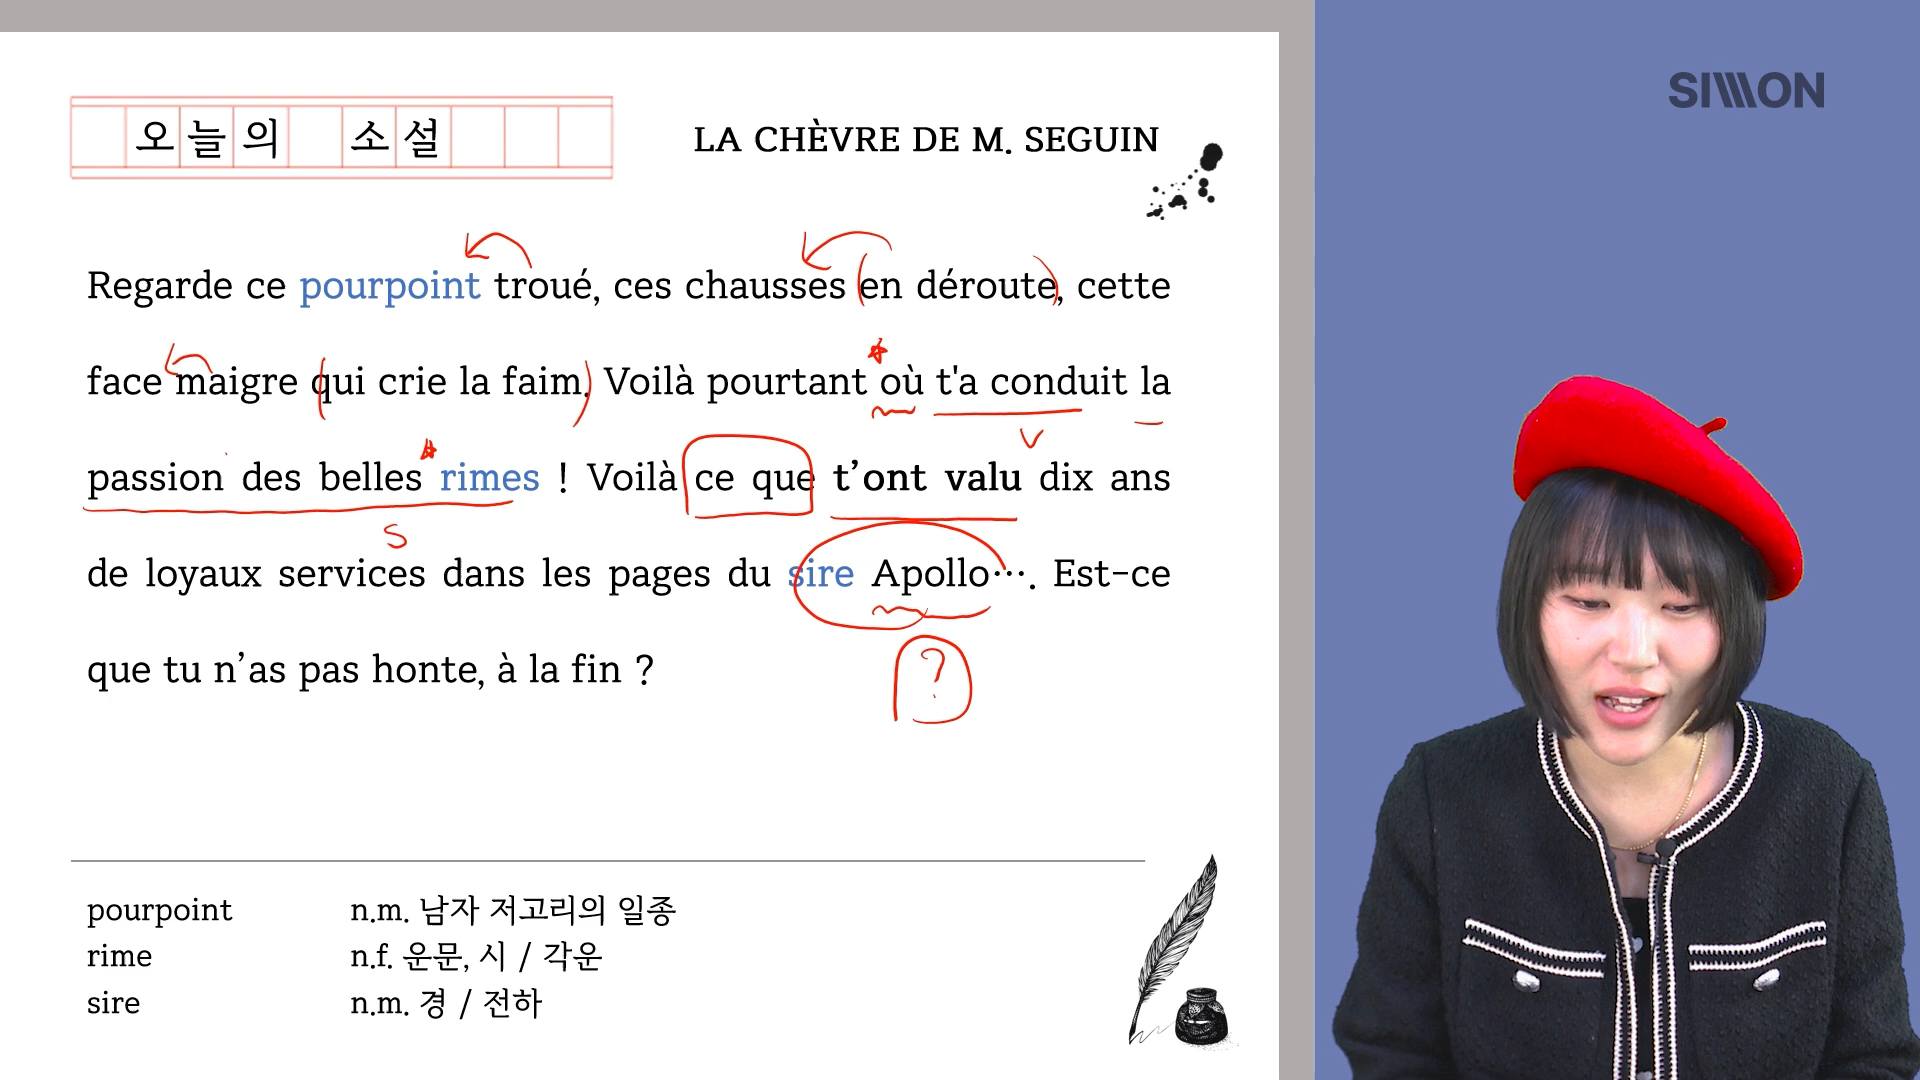 SIMON
오늘의 소설
LA CHÈVRE DE M. SEGUIN
Regarde ce pourpoint troué, ces chausses en déroute, cette
face maigre qui crie la faim. Voilà pourtant où t'a conduit la
V
passion des belles rimes ! Voilà ce que t’ont valu dix ans
S
de loyaux services dans les pages du sire Apollo…. Est-ce
?
que tu n’as pas honte, à la fin ?
pourpoint n.m. 남자 저고리의 일종
rime n.f. 운문, 시 / 각운
sire n.m. 경 / 전하